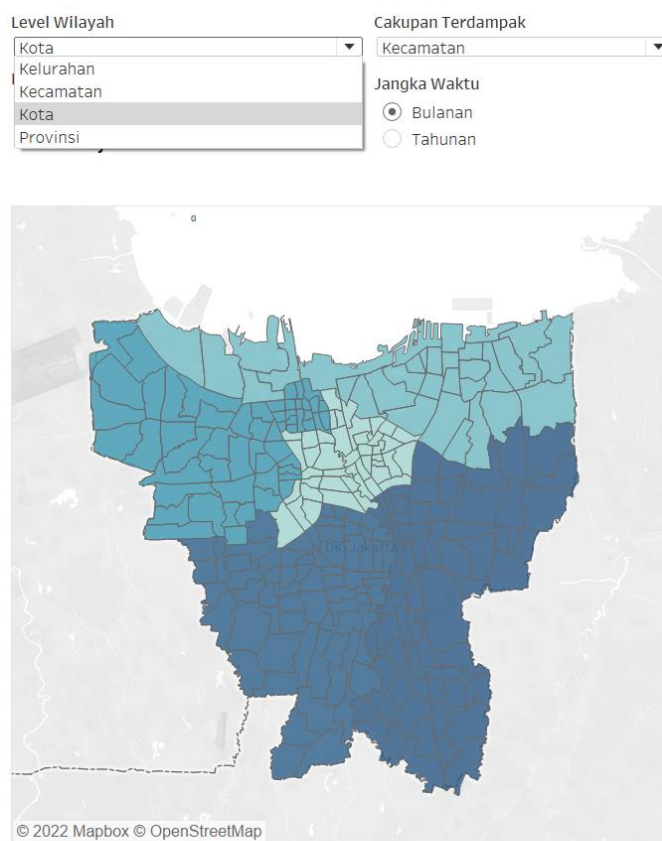 Level Wilayah
Cakupan Terdampak
Kota
Kecamatan
Kelurahan
Kecamatan
Kota
Provinsi
Jangka Waktu
Bulanan
Tahunan
DKI Jakarta
© 2022 Mapbox © OpenStreetMap